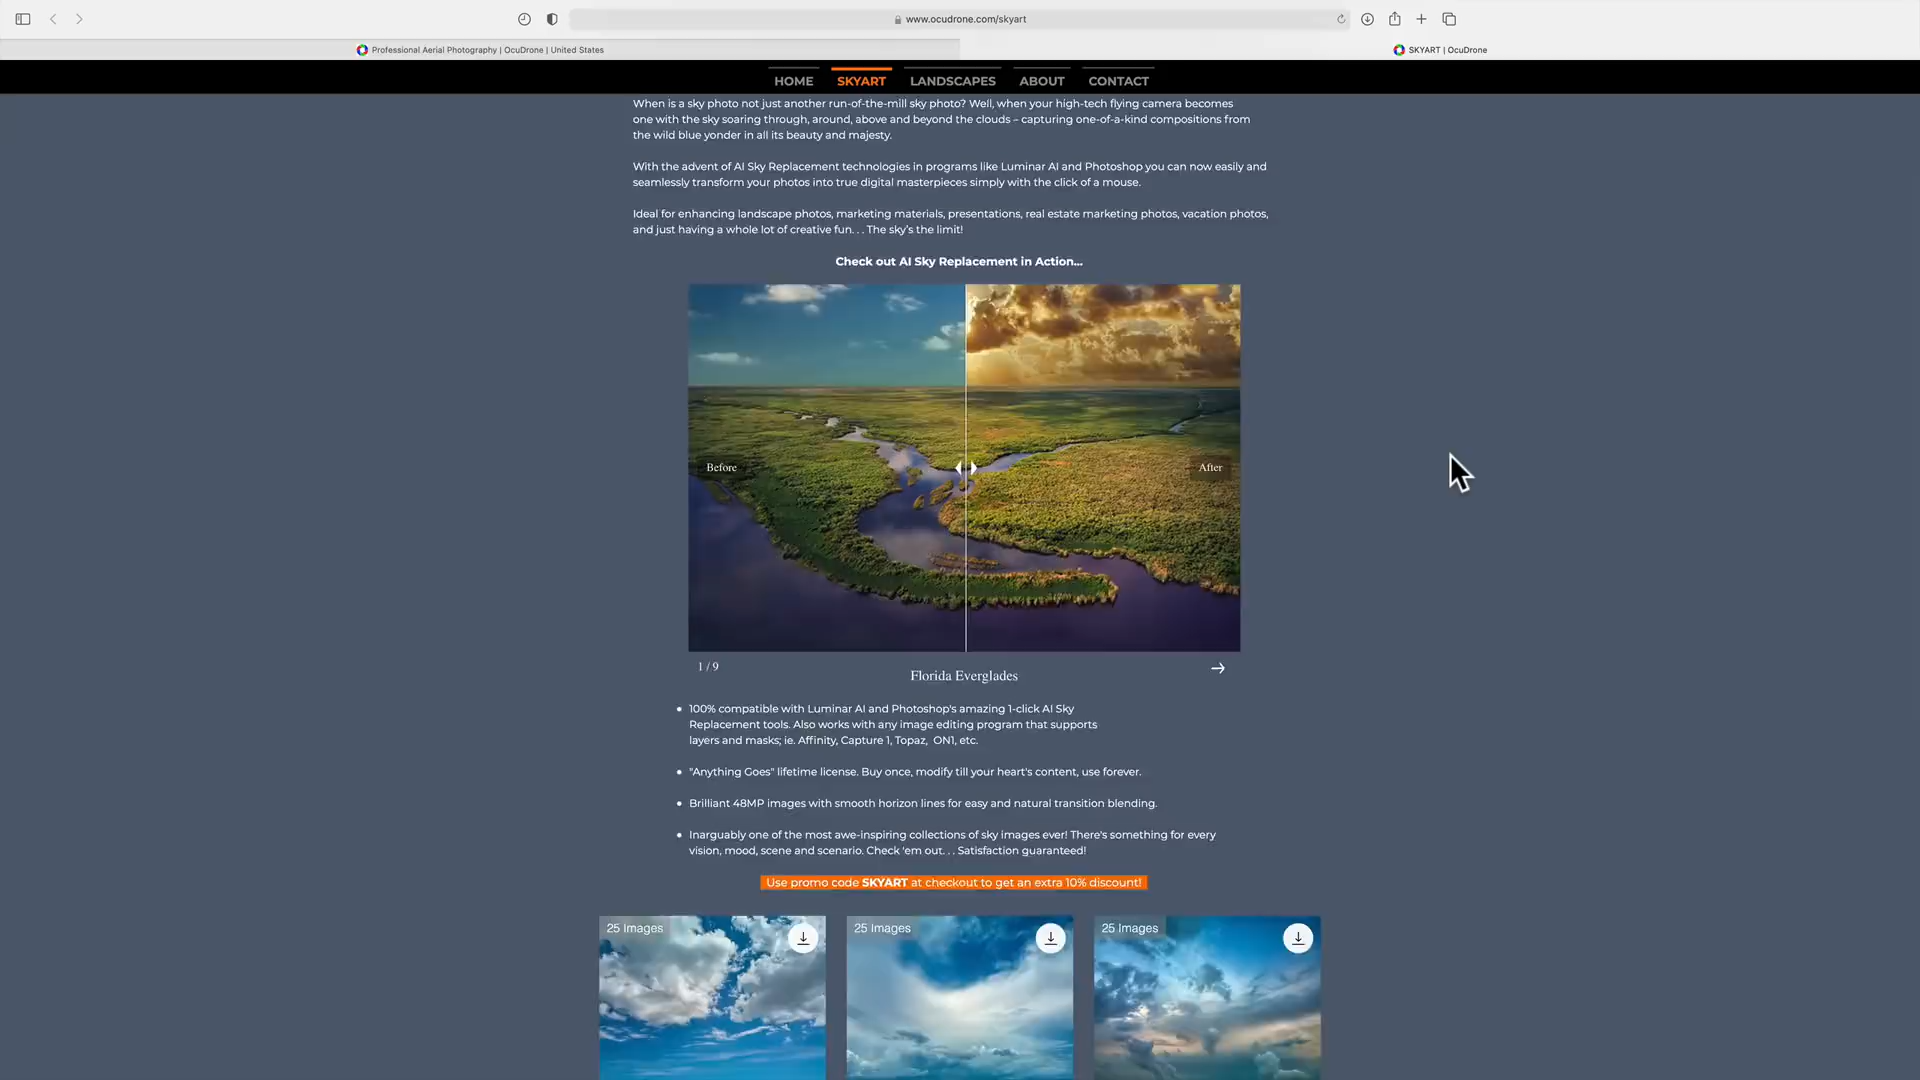 www.ocudrone.com/skyart
Professional Aerial Photography | OcuDrone | United States
SKYART | OcuDrone
HOME SKYART LANDSCAPES ABOUT CONTACT
When is a sky photo not just another run-of-the-mill sky photo? Well, when your high-tech flying camera becomes
one with the sky soaring through, around, above and beyond the clouds – capturing one-of-a-kind compositions from
the wild blue yonder in all its beauty and majesty.
With the advent of AI Sky Replacement technologies in programs like Luminar AI and Photoshop you can now easily and
seamlessly transform your photos into true digital masterpieces simply with the click of a mouse.
Ideal for enhancing landscape photos, marketing materials, presentations, real estate marketing photos, vacation photos,
and just having a whole lot of creative fun. . . The sky's the limit!
Check out AI Sky Replacement in Action...
Before
After
1 / 9
Florida Everglades
100% compatible with Luminar AI and Photoshop's amazing 1-click AI Sky
Replacement tools. Also works with any image editing program that supports
layers and masks; ie. Affinity, Capture 1, Topaz, ON1, etc.
"Anything Goes" lifetime license. Buy once, modify till your heart's content, use forever.
Brilliant 48MP images with smooth horizon lines for easy and natural transition blending.
Inarguably one of the most awe-inspiring collections of sky images ever! There's something for every
vision, mood, scene and scenario. Check 'em out. . . Satisfaction guaranteed!
Use promo code SKYART at checkout to get an extra 10% discount!
25 Images
25 Images
25 Images